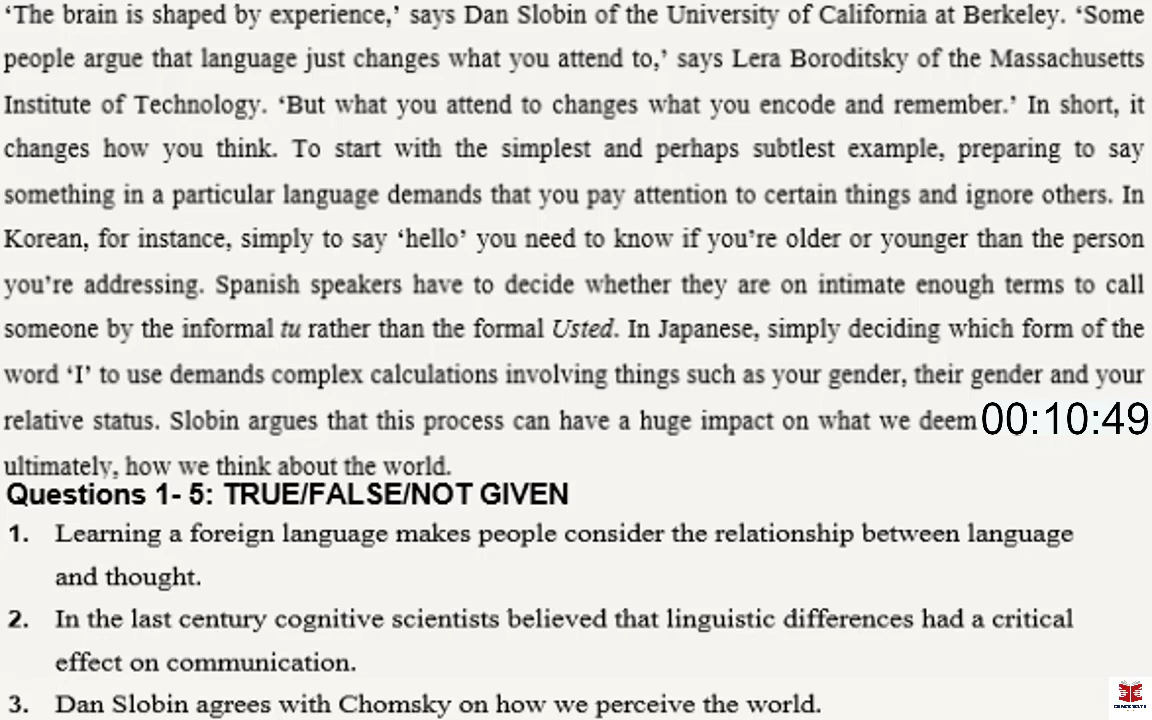 ‘The brain is shaped by experience,’ says Dan Slobin of the University of California at Berkeley. ‘Some
people argue that language just changes what you attend to,’ says Lera Boroditsky of the Massachusetts
Institute of Technology. ‘But what you attend to changes what you encode and remember.’ In short, it
changes how you think. To start with the simplest and perhaps subtlest example, preparing to say
something in a particular language demands that you pay attention to certain things and ignore others. In
Korean, for instance, simply to say ‘hello’ you need to know if you’re older or younger than the person
you’re addressing. Spanish speakers have to decide whether they are on intimate enough terms to call
someone by the informal tu rather than the formal Usted. In Japanese, simply deciding which form of the
word ‘I’ to use demands complex calculations involving things such as your gender, their gender and your
relative status. Slobin argues that this process can have a huge impact on what we deem 00:10:49
ultimately, how we think about the world.
Questions 1- 5: TRUE/FALSE/NOT GIVEN
1. Learning a foreign language makes people consider the relationship between language
and thought.
2. In the last century cognitive scientists believed that linguistic differences had a critical
effect on communication.
3. Dan Slobin agrees with Chomsky on how we perceive the world.